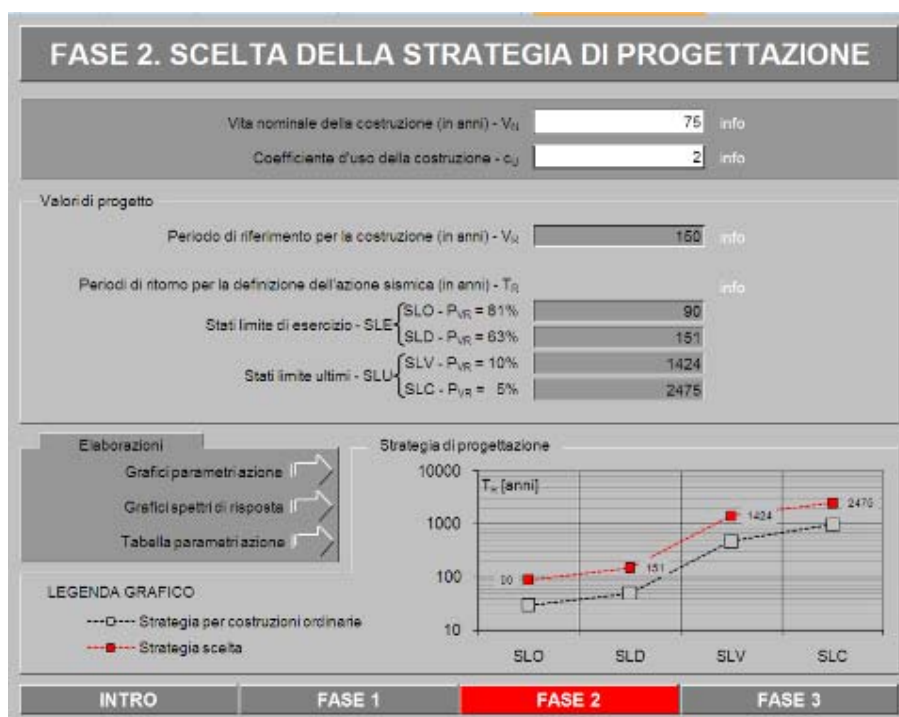 FASE 2. SCELTA DELLA STRATEGIA DI PROGETTAZIONE
Vita nominale della costruzione (in anni) - VN 75 info
Coefficiente d'uso della costruzione - cU 2 info
Valori di progetto
Periodo di riferimento per la costruzione (in anni) - VR 150 info
Periodi di ritorno per la definizione dell'azione sismica (in anni) - TR info
Stati limite di esercizio - SLE
SLO - PVR = 81% 90
SLD - PVR = 63% 151
Stati limite ultimi - SLU
SLV - PVR = 10% 1424
SLC - PVR = 5% 2475
Elaborazioni
Grafici parametri azione
Grafici spettri di risposta
Tabella parametri azione
LEGENDA GRAFICO
Strategia per costruzioni ordinarie
Strategia scelta
Strategia di progettazione
TR [anni]
10000
1000
100
10
90
151
1424
2475
SLO SLD SLV SLC
INTRO FASE 1 FASE 2 FASE 3